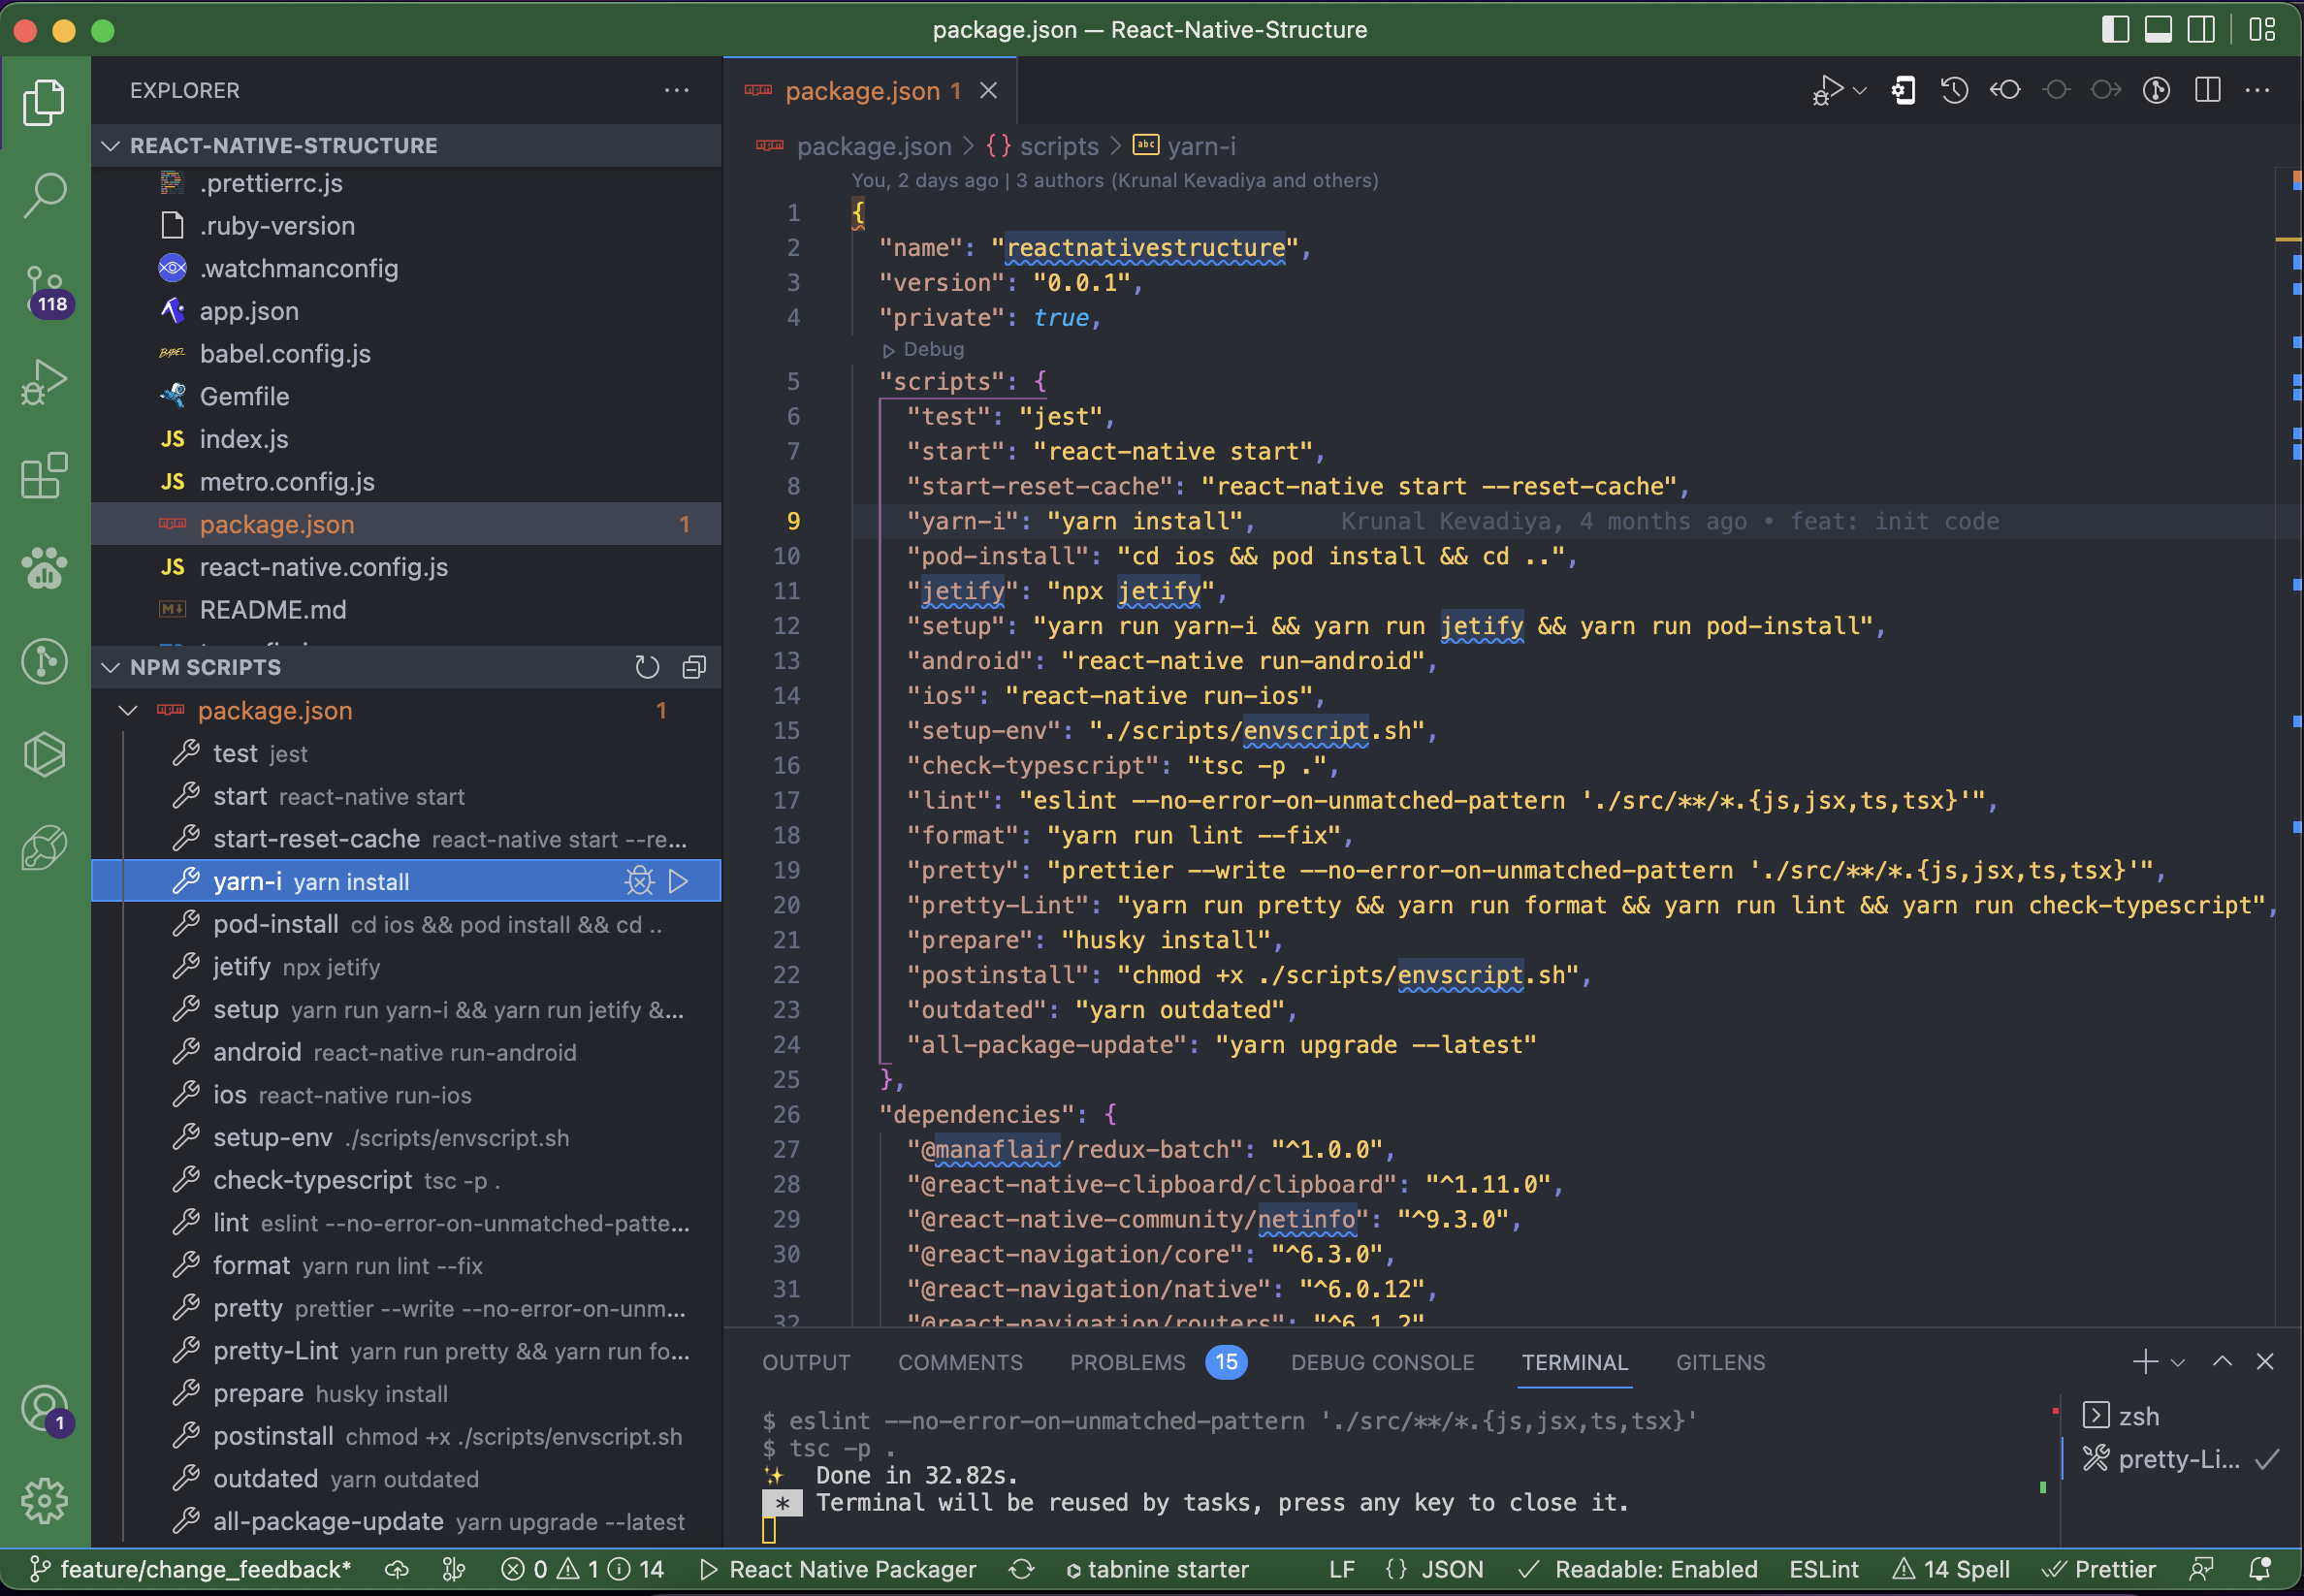 package.json — React-Native-Structure
EXPLORER
REACT-NATIVE-STRUCTURE
.prettierrc.js
.ruby-version
.watchmanconfig
app.json
BABEL babel.config.js
Gemfile
JS index.js
JS metro.config.js
package.json 1
JS react-native.config.js
README.md
NPM SCRIPTS
package.json 1
test jest
start react-native start
start-reset-cache react-native start --re...
yarn-i yarn install
pod-install cd ios && pod install && cd ..
jetify npx jetify
setup yarn run yarn-i && yarn run jetify &...
android react-native run-android
ios react-native run-ios
setup-env ./scripts/envscript.sh
check-typescript tsc -p .
lint eslint --no-error-on-unmatched-patte...
format yarn run lint --fix
pretty prettier --write --no-error-on-unm...
pretty-Lint yarn run pretty && yarn run fo...
prepare husky install
postinstall chmod +x ./scripts/envscript.sh
outdated yarn outdated
all-package-update yarn upgrade --latest
118
1
package.json 1
package.json > {} scripts > abc yarn-i
You, 2 days ago | 3 authors (Krunal Kevadiya and others)
1 {
2 "name": "reactnativestructure",
3 "version": "0.0.1",
4 "private": true,
Debug
5 "scripts": {
6 "test": "jest",
7 "start": "react-native start",
8 "start-reset-cache": "react-native start --reset-cache",
9 "yarn-i": "yarn install", Krunal Kevadiya, 4 months ago • feat: init code
10 "pod-install": "cd ios && pod install && cd ..",
11 "jetify": "npx jetify",
12 "setup": "yarn run yarn-i && yarn run jetify && yarn run pod-install",
13 "android": "react-native run-android",
14 "ios": "react-native run-ios",
15 "setup-env": "./scripts/envscript.sh",
16 "check-typescript": "tsc -p .",
17 "lint": "eslint --no-error-on-unmatched-pattern './src/**/*.{js,jsx,ts,tsx}'",
18 "format": "yarn run lint --fix",
19 "pretty": "prettier --write --no-error-on-unmatched-pattern './src/**/*.{js,jsx,ts,tsx}'",
20 "pretty-Lint": "yarn run pretty && yarn run format && yarn run lint && yarn run check-typescript",
21 "prepare": "husky install",
22 "postinstall": "chmod +x ./scripts/envscript.sh",
23 "outdated": "yarn outdated",
24 "all-package-update": "yarn upgrade --latest"
25 },
26 "dependencies": {
27 "@manaflair/redux-batch": "^1.0.0",
28 "@react-native-clipboard/clipboard": "^1.11.0",
29 "@react-native-community/netinfo": "^9.3.0",
30 "@react-navigation/core": "^6.3.0",
31 "@react-navigation/native": "^6.0.12",
32 "@react-navigation/routers": "^6.1.2"
OUTPUT COMMENTS PROBLEMS 15 DEBUG CONSOLE TERMINAL GITLENS
$ eslint --no-error-on-unmatched-pattern './src/**/*.{js,jsx,ts,tsx}'
$ tsc -p .
✨ Done in 32.82s.
* Terminal will be reused by tasks, press any key to close it.
zsh
pretty-Li...
feature/change_feedback* 0 1 14 React Native Packager tabnine starter LF {} JSON Readable: Enabled ESLint 14 Spell Prettier